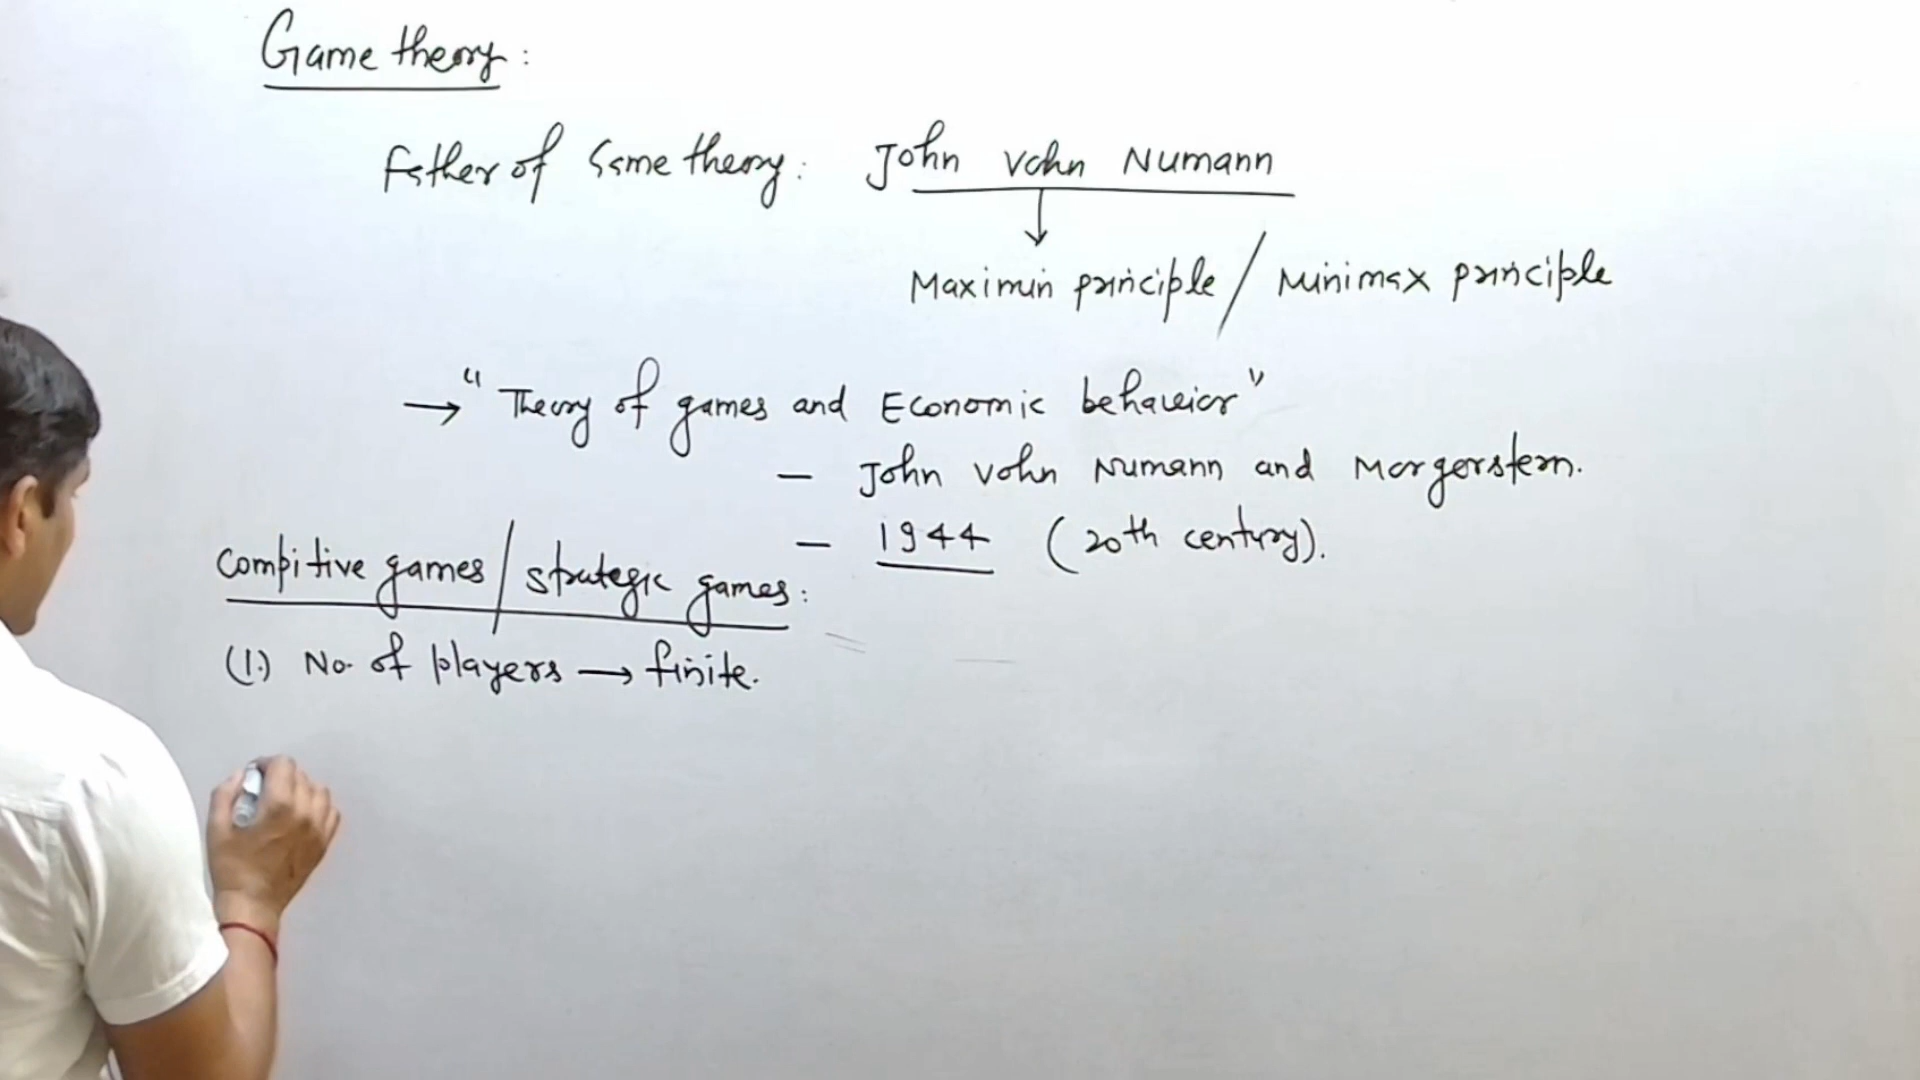 Game theory:
Father of Game theory: John Vohn Numann
Maximin principle / Minimax principle
→ "Theory of games and Economic behaveior"
- John Vohn Numann and Morgerstern.
- 1944 (20th century).
Compitive games / strategic games:
(1.) No. of players → finite.